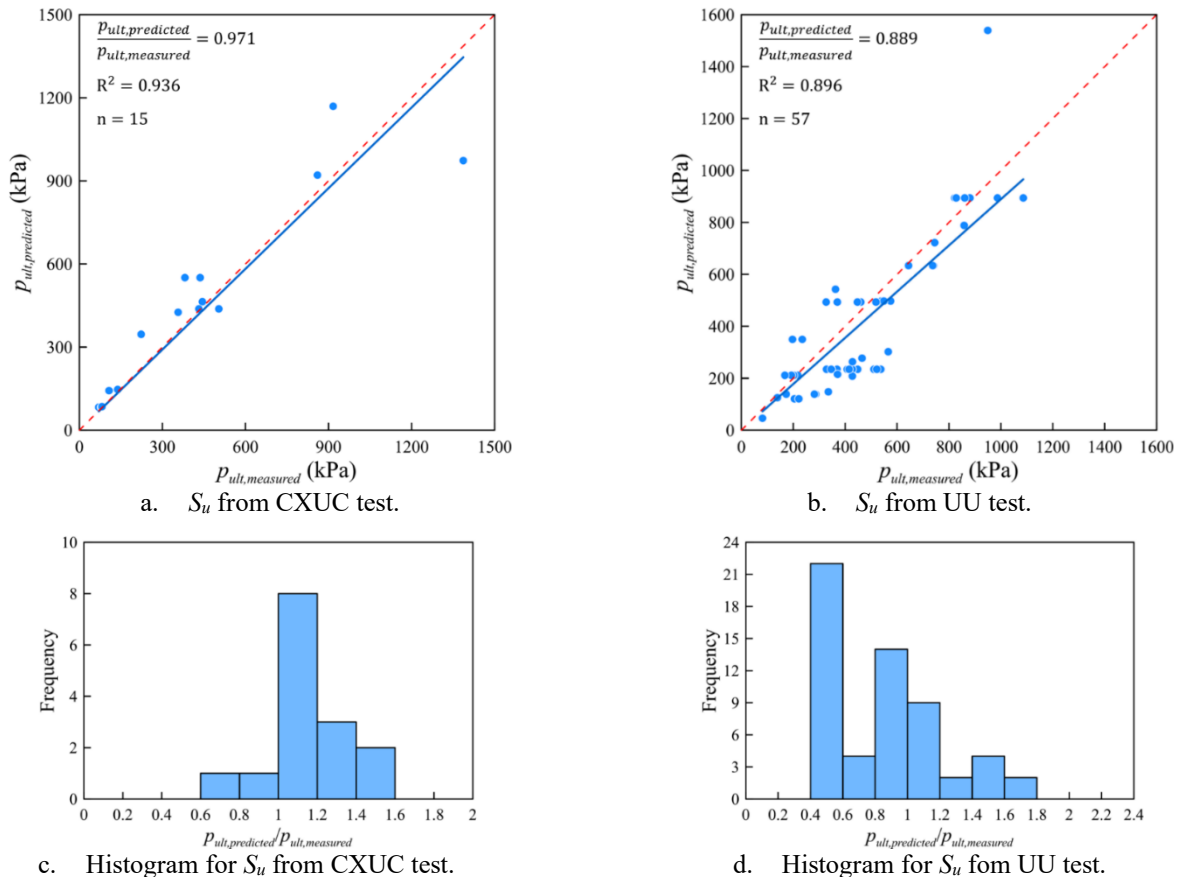 p_ult,predicted / p_ult,measured = 0.971
R² = 0.936
n = 15
1500
1200
900
600
300
0
p_ult,predicted (kPa)
0 300 600 900 1200 1500
p_ult,measured (kPa)
a. S_u from CXUC test.
p_ult,predicted / p_ult,measured = 0.889
R² = 0.896
n = 57
1600
1400
1200
1000
800
600
400
200
0
p_ult,predicted (kPa)
0 200 400 600 800 1000 1200 1400 1600
p_ult,measured (kPa)
b. S_u from UU test.
10
8
6
4
2
0
Frequency
0 0.2 0.4 0.6 0.8 1 1.2 1.4 1.6 1.8 2
p_ult,predicted/p_ult,measured
c. Histogram for S_u from CXUC test.
24
21
18
15
12
9
6
3
0
Frequency
0 0.2 0.4 0.6 0.8 1 1.2 1.4 1.6 1.8 2 2.2 2.4
p_ult,predicted/p_ult,measured
d. Histogram for S_u fom UU test.